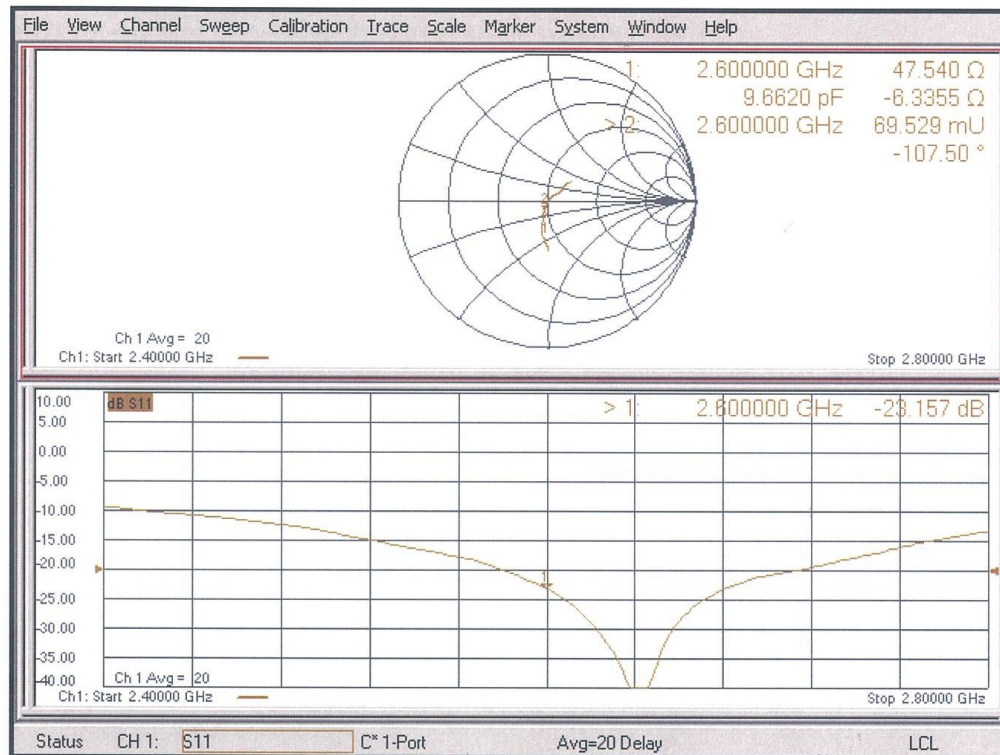 File View Channel Sweep Calibration Trace Scale Marker System Window Help
1: 2.600000 GHz 47.540 Ω
9.6620 pF -6.3355 Ω
> 2: 2.600000 GHz 69.529 mU
-107.50 °
Ch 1 Avg = 20
Ch1: Start 2.40000 GHz
Stop 2.80000 GHz
10.00
dB S11
> 1: 2.600000 GHz -23.157 dB
5.00
0.00
-5.00
-10.00
-15.00
-20.00
1
-25.00
-30.00
-35.00
-40.00
Ch 1 Avg = 20
Ch1: Start 2.40000 GHz
Stop 2.80000 GHz
Status CH 1: S11 C* 1-Port Avg=20 Delay LCL